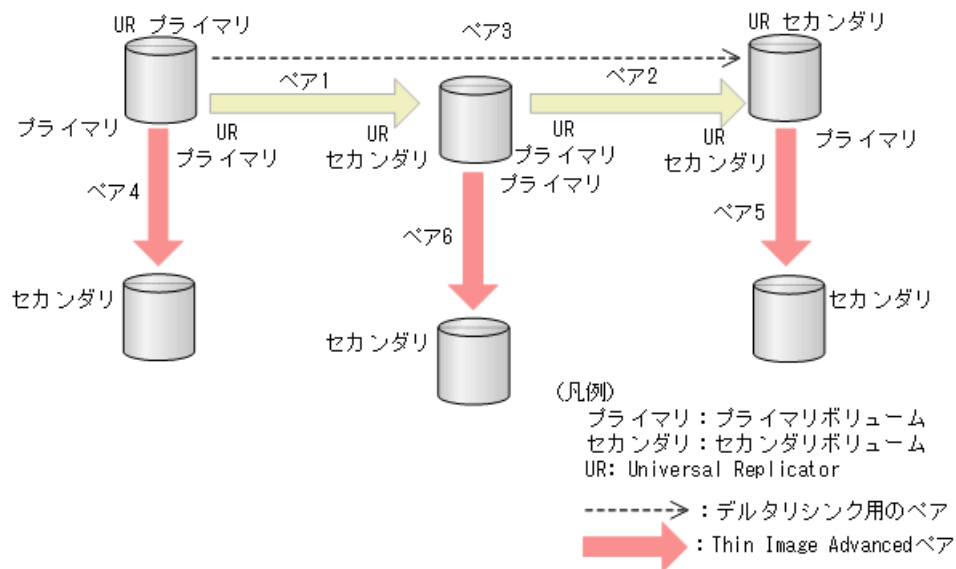 UR プライマリ
ペア3
UR セカンダリ
ペア1
ペア2
プライマリ
UR
プライマリ
UR
セカンダリ
プライマリ
プライマリ
UR
プライマリ
UR
セカンダリ
プライマリ
ペア4
ペア6
ペア5
セカンダリ
セカンダリ
セカンダリ
(凡例)
プライマリ：プライマリボリューム
セカンダリ：セカンダリボリューム
UR: Universal Replicator
：デルタリシンク用のペア
：Thin Image Advancedペア